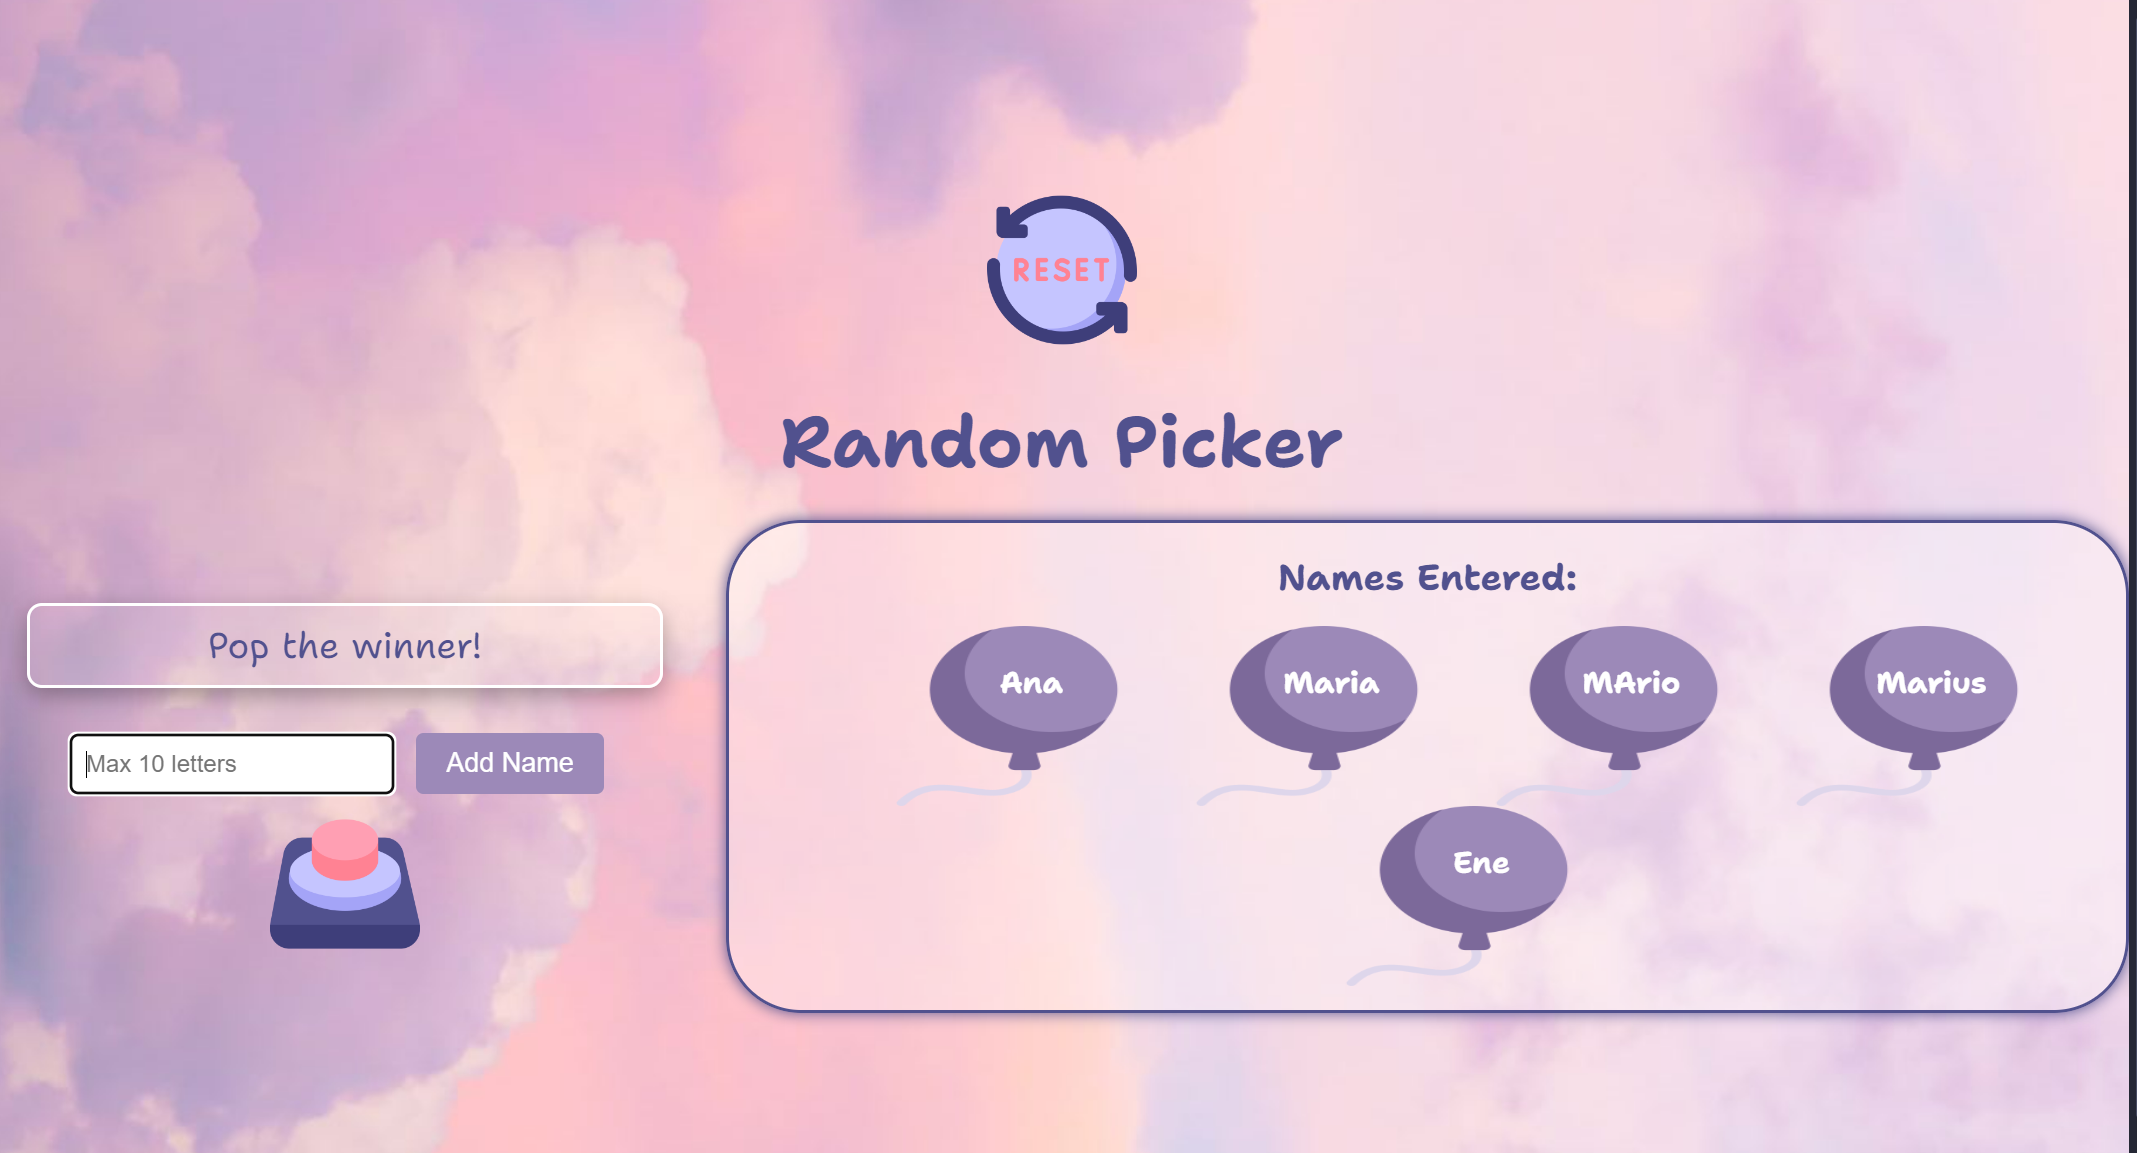 RESET
Random Picker
Pop the winner!
Max 10 letters
Add Name
Names Entered:
Ana
Maria
MArio
Marius
Ene